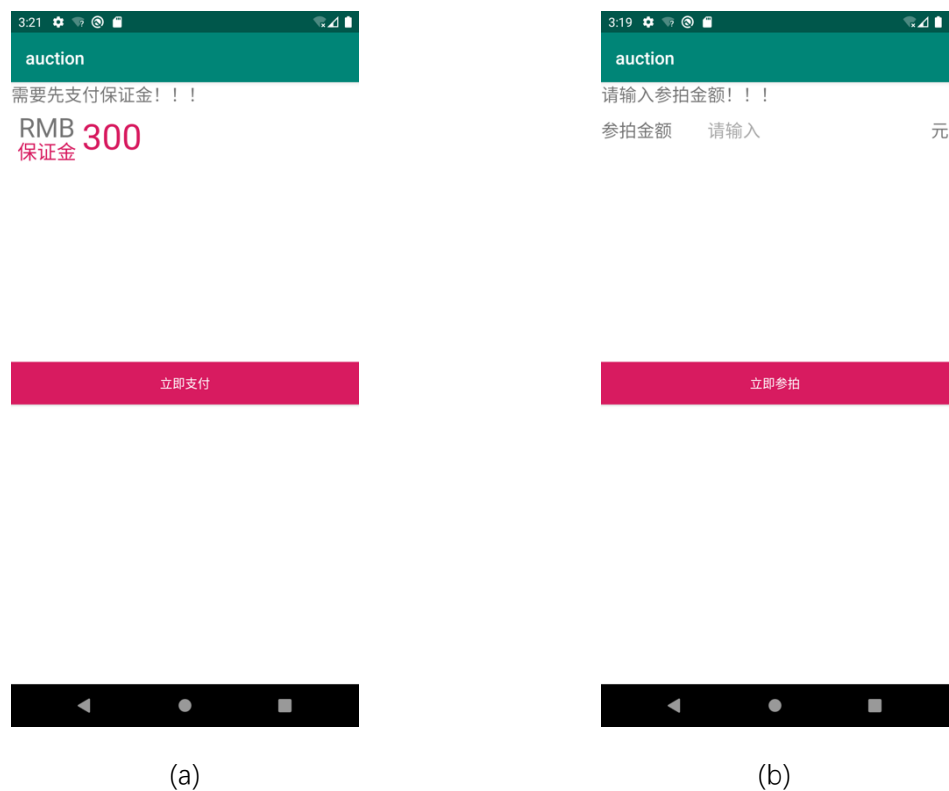 3:21
auction
需要先支付保证金！！！
RMB
保证金
300
立即支付
(a)
3:19
auction
请输入参拍金额！！！
参拍金额 请输入 元
立即参拍
(b)